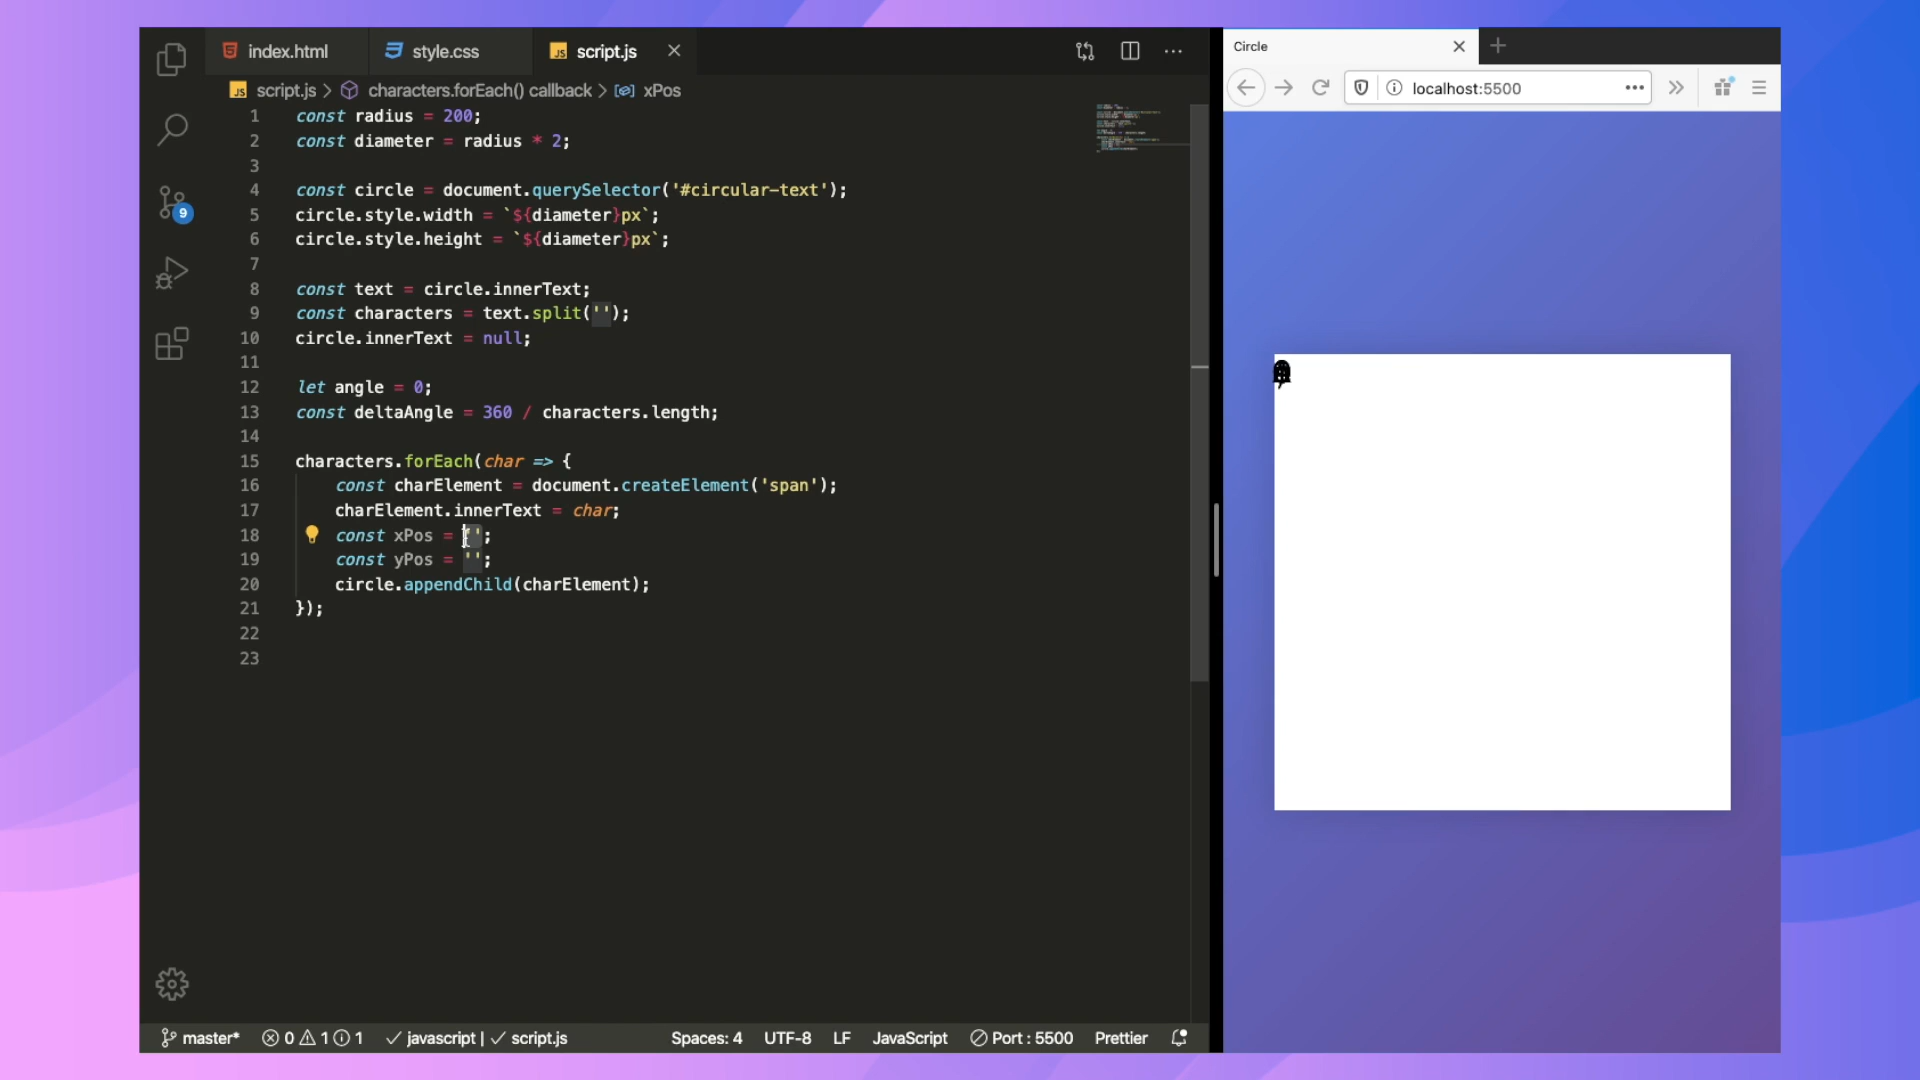 index.html
style.css
JS script.js
Circle
JS script.js > characters.forEach() callback > xPos
localhost:5500
1 const radius = 200;
2 const diameter = radius * 2;
3
4 const circle = document.querySelector('#circular-text');
5 circle.style.width = `${diameter}px`;
6 circle.style.height = `${diameter}px`;
7
8 const text = circle.innerText;
9 const characters = text.split('');
10 circle.innerText = null;
11
12 let angle = 0;
13 const deltaAngle = 360 / characters.length;
14
15 characters.forEach(char => {
16 const charElement = document.createElement('span');
17 charElement.innerText = char;
18 const xPos = '';
19 const yPos = '';
20 circle.appendChild(charElement);
21 });
22
23
9
master* 0 1 1 javascript | script.js Spaces: 4 UTF-8 LF JavaScript Port : 5500 Prettier